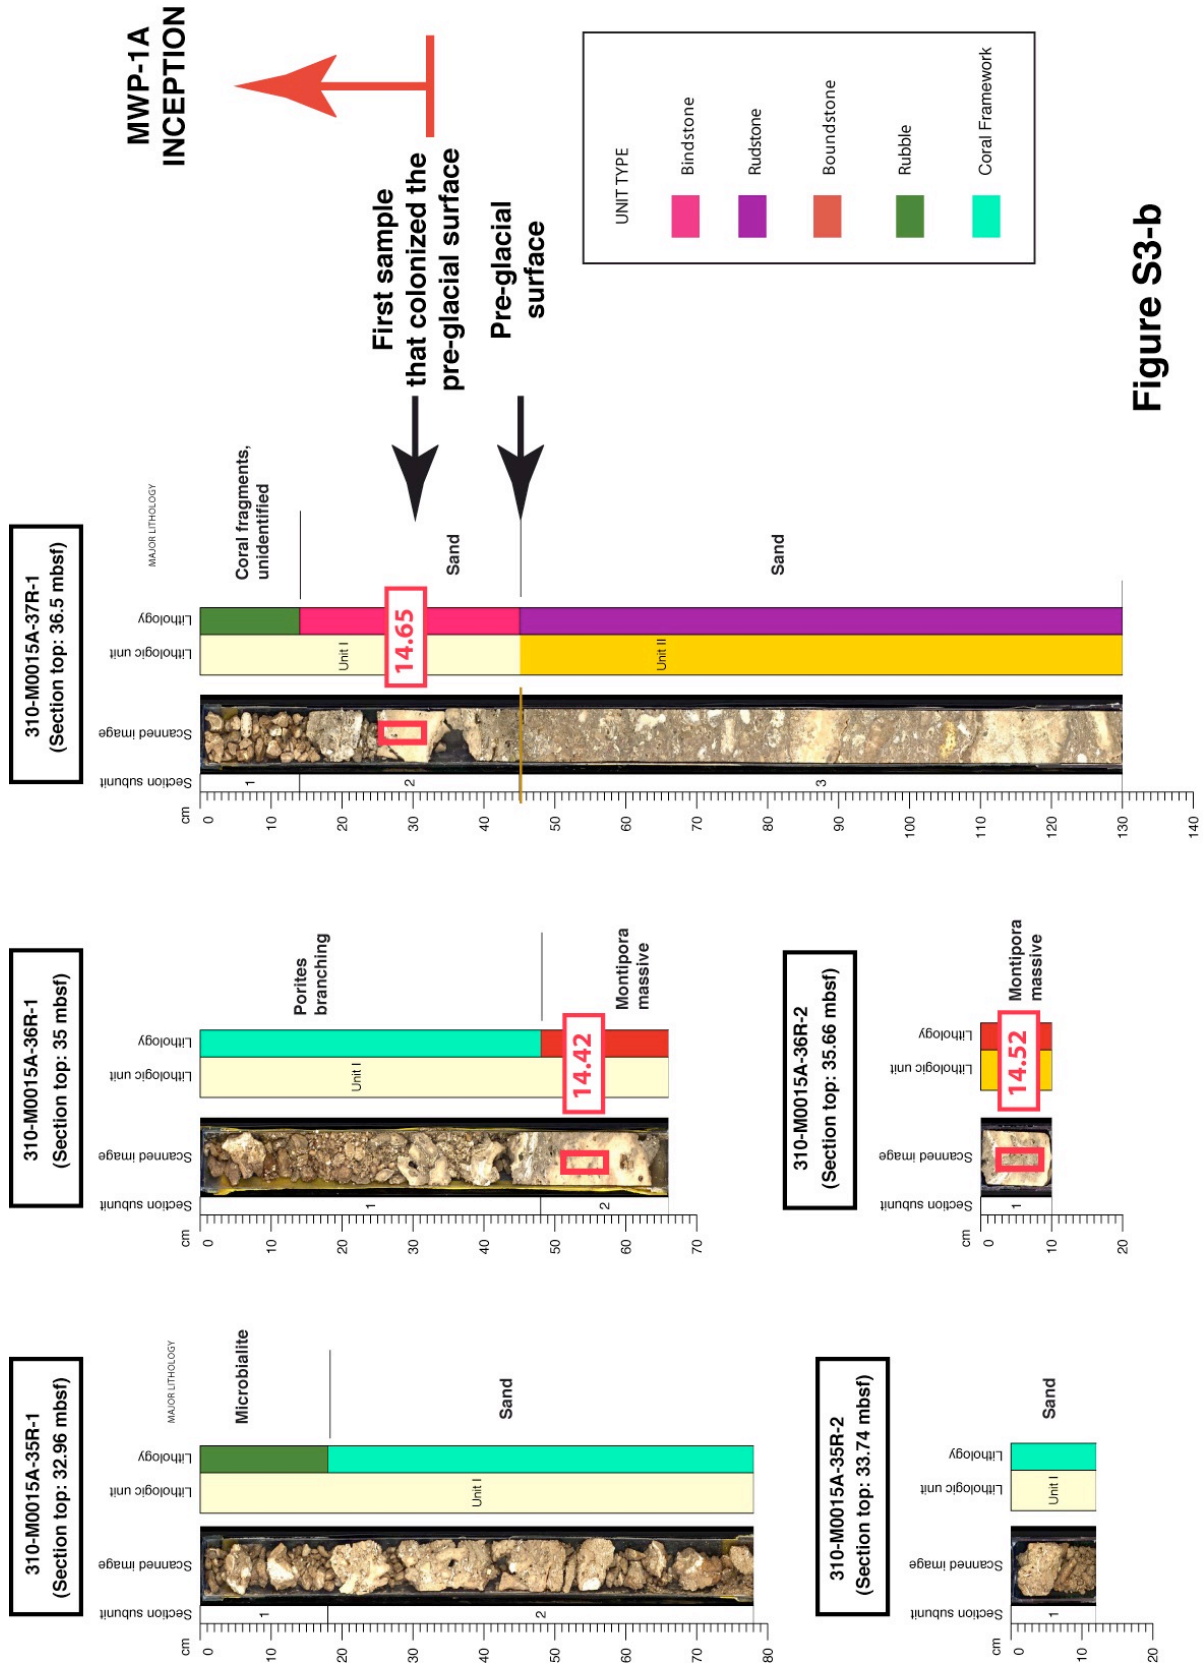 310-M0015A-35R-1
(Section top: 32.96 mbsf)
cm
Section subunit
Scanned image
Lithologic unit
Lithology
MAJOR LITHOLOGY
0
10
20
30
40
50
60
70
80
1
2
Unit I
Microbialite
Sand
310-M0015A-35R-2
(Section top: 33.74 mbsf)
cm
Section subunit
Scanned image
Lithologic unit
Lithology
0
10
20
1
Unit I
Sand
310-M0015A-36R-1
(Section top: 35 mbsf)
cm
Section subunit
Scanned image
Lithologic unit
Lithology
0
10
20
30
40
50
60
70
1
2
Unit I
14.42
Porites
branching
Montipora
massive
310-M0015A-36R-2
(Section top: 35.66 mbsf)
cm
Section subunit
Scanned image
Lithologic unit
Lithology
0
10
20
1
14.52
Montipora
massive
310-M0015A-37R-1
(Section top: 36.5 mbsf)
cm
Section subunit
Scanned image
Lithologic unit
Lithology
MAJOR LITHOLOGY
0
10
20
30
40
50
60
70
80
90
100
110
120
130
140
1
2
3
Unit I
Unit II
14.65
Coral fragments,
unidentified
Sand
Sand
First sample
that colonized the
pre-glacial surface
Pre-glacial
surface
MWP-1A
INCEPTION
UNIT TYPE
Bindstone
Rudstone
Boundstone
Rubble
Coral Framework
Figure S3-b